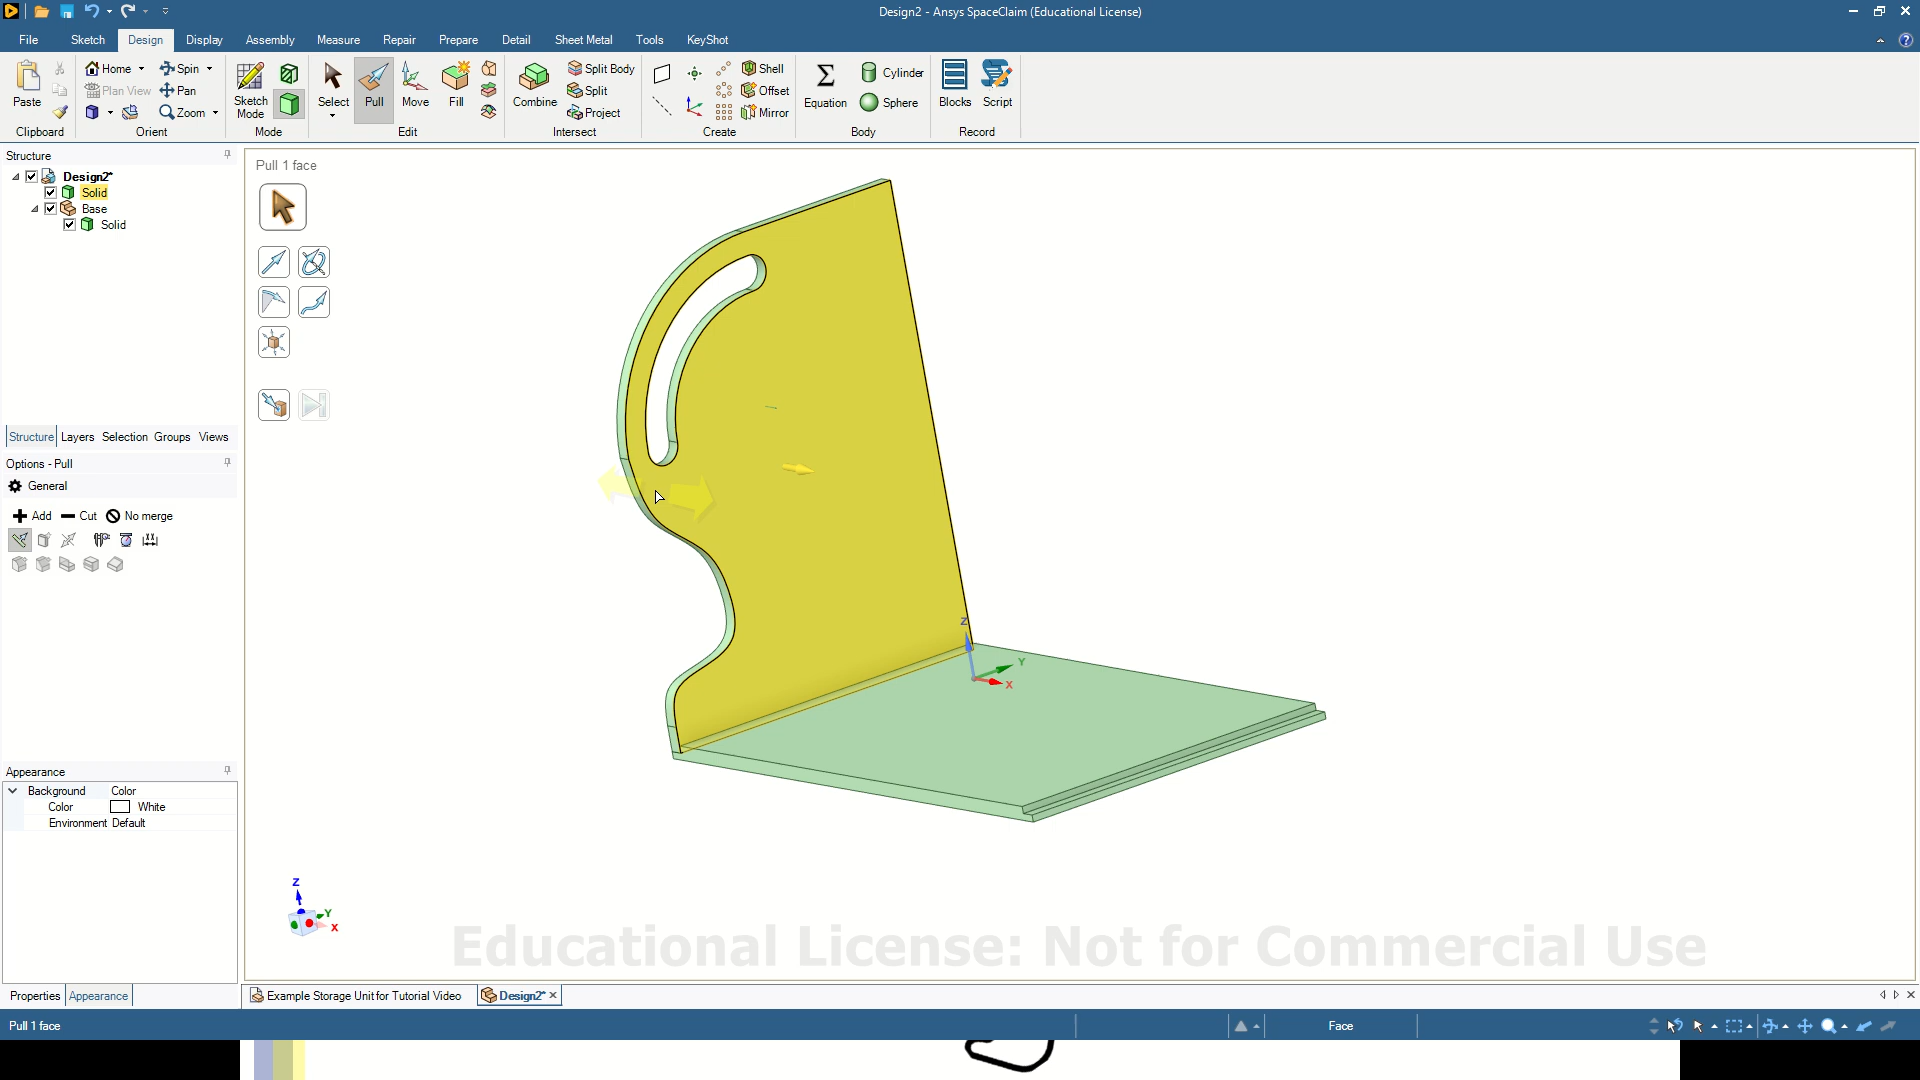 Design2 - Ansys SpaceClaim (Educational License)
File Sketch Design Display Assembly Measure Repair Prepare Detail Sheet Metal Tools KeyShot
Paste
Clipboard
Home Spin
Plan View Pan
Zoom
Orient
Sketch Mode
Mode
Select Pull Move Fill
Edit
Combine
Split Body
Split
Project
Intersect
Shell
Offset
Mirror
Create
Equation
Cylinder
Sphere
Body
Blocks Script
Record
Structure
Design2*
Solid
Base
Solid
Structure Layers Selection Groups Views
Options - Pull
General
Add Cut No merge
Appearance
Background Color
Color White
Environment Default
Properties Appearance
Pull 1 face
Z
Y
X
Z
Y
X
Educational License: Not for Commercial Use
Example Storage Unit for Tutorial Video Design2*
Pull 1 face Face